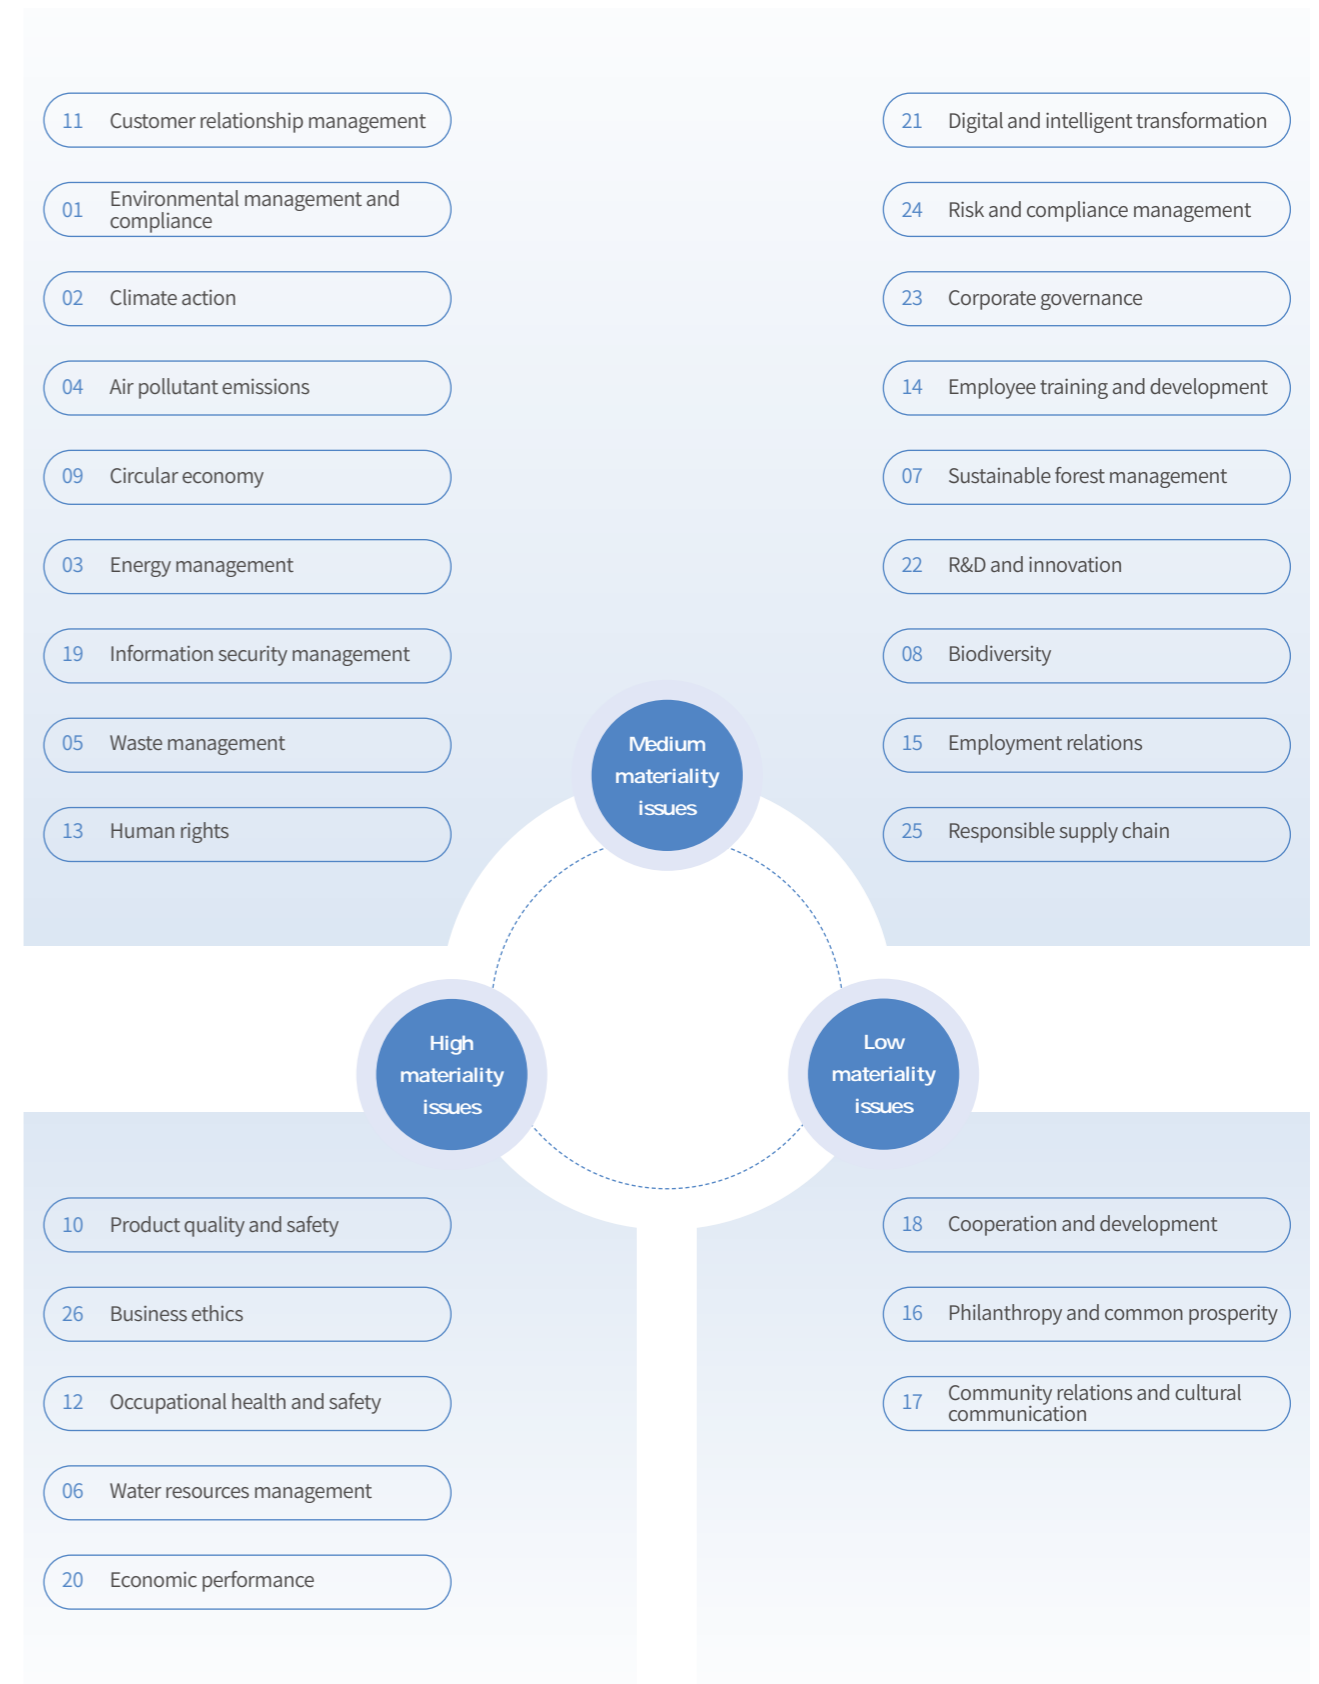 11 Customer relationship management
01 Environmental management and
compliance
02 Climate action
04 Air pollutant emissions
09 Circular economy
03 Energy management
19 Information security management
05 Waste management
13 Human rights
21 Digital and intelligent transformation
24 Risk and compliance management
23 Corporate governance
14 Employee training and development
07 Sustainable forest management
22 R&D and innovation
08 Biodiversity
15 Employment relations
25 Responsible supply chain
Medium
materiality
issues
High
materiality
issues
Low
materiality
issues
10 Product quality and safety
26 Business ethics
12 Occupational health and safety
06 Water resources management
20 Economic performance
18 Cooperation and development
16 Philanthropy and common prosperity
17 Community relations and cultural
communication